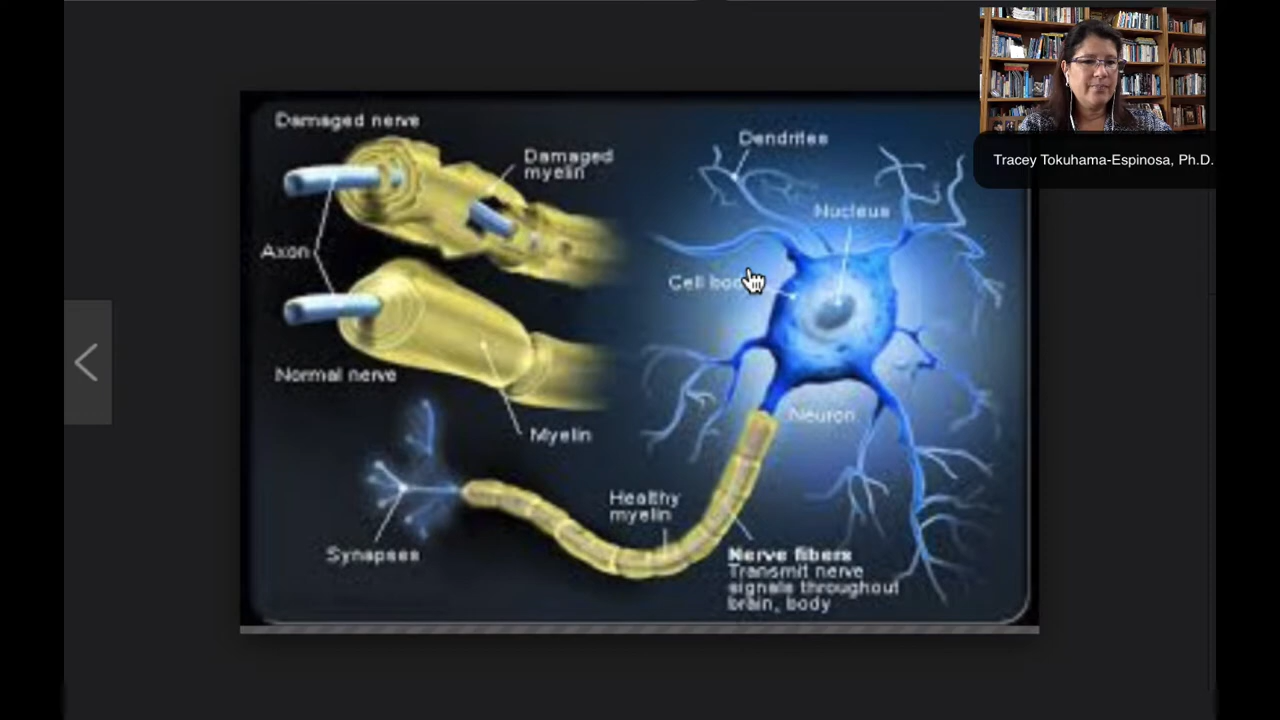 Damaged nerve
Damaged
myelin
Axon
Normal nerve
Myelin
Synapses
Healthy
myelin
Dendrites
Nucleus
Cell
Neuron
Nerve fibers
Transmit nerve
signals throughout
brain, body
Tracey Tokuhama-Espinosa, Ph.D.